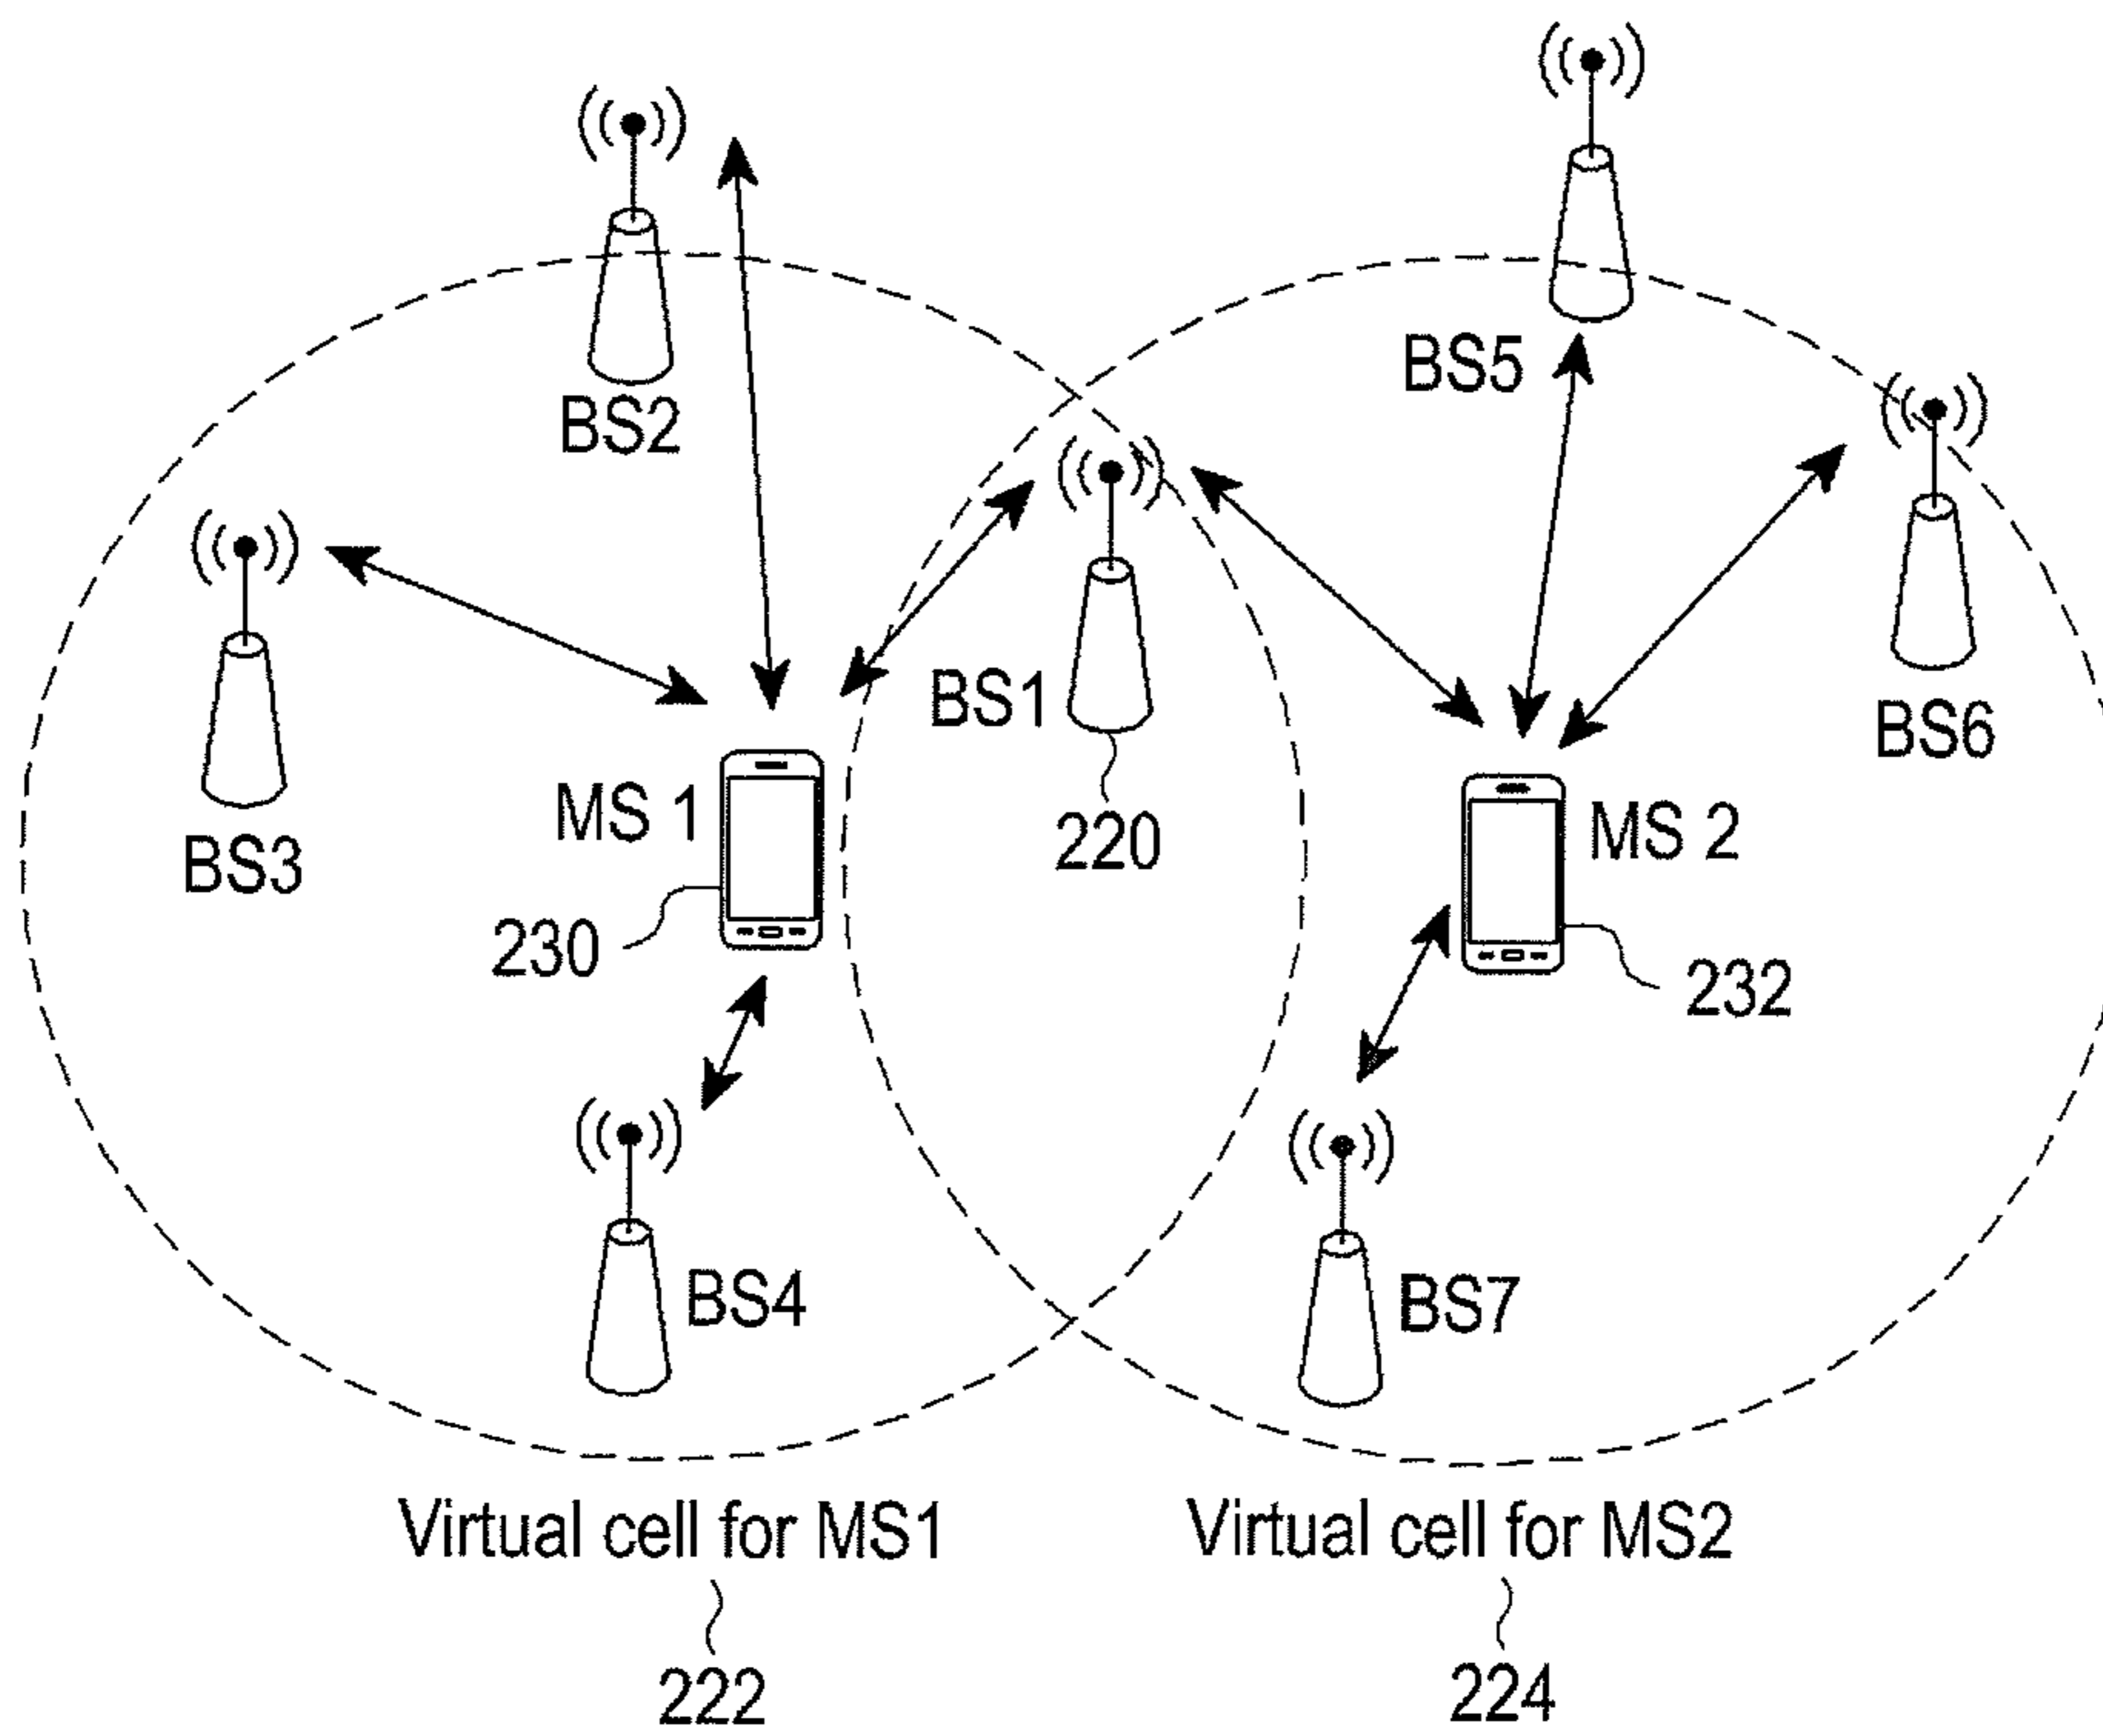 BS5
BS2
BS1
BS6
MS 1
MS 2
220
BS3
230
232
BS4
BS7
Virtual cell for MS1
Virtual cell for MS2
222
224